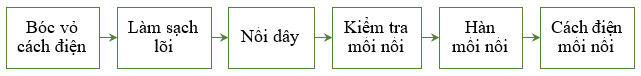 Bóc vỏ
cách điện
Làm sạch
lõi
Nối dây
Kiểm tra
mối nối
Hàn
mối nối
Cách điện
mối nối